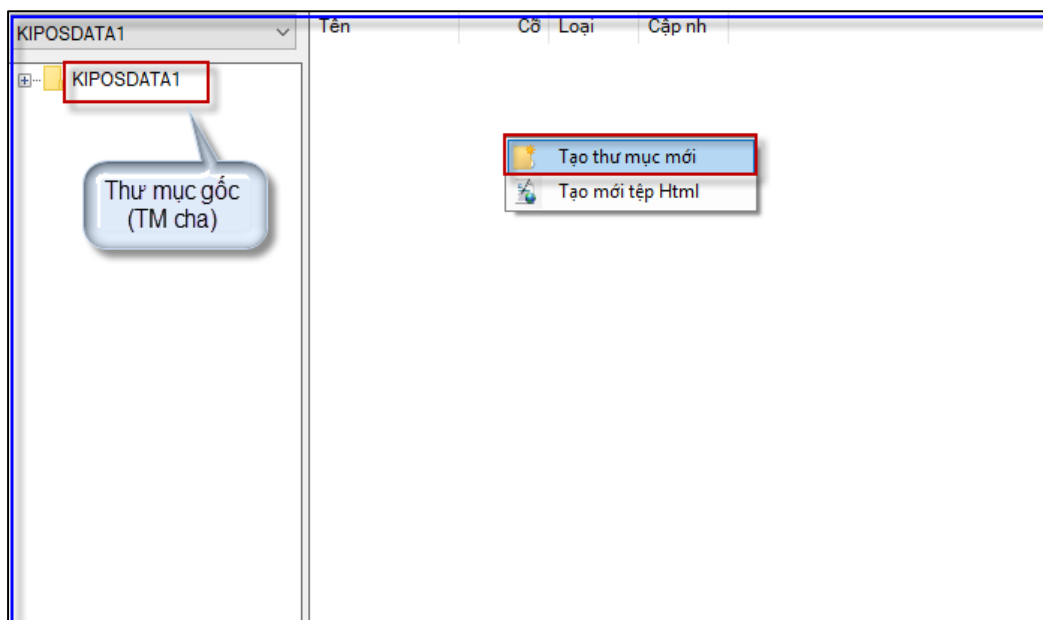 KIPOSDATA1
Tên Cỡ Loại Cập nh
KIPOSDATA1
Thư mục gốc
(TM cha)
Tạo thư mục mới
Tạo mới tệp Html